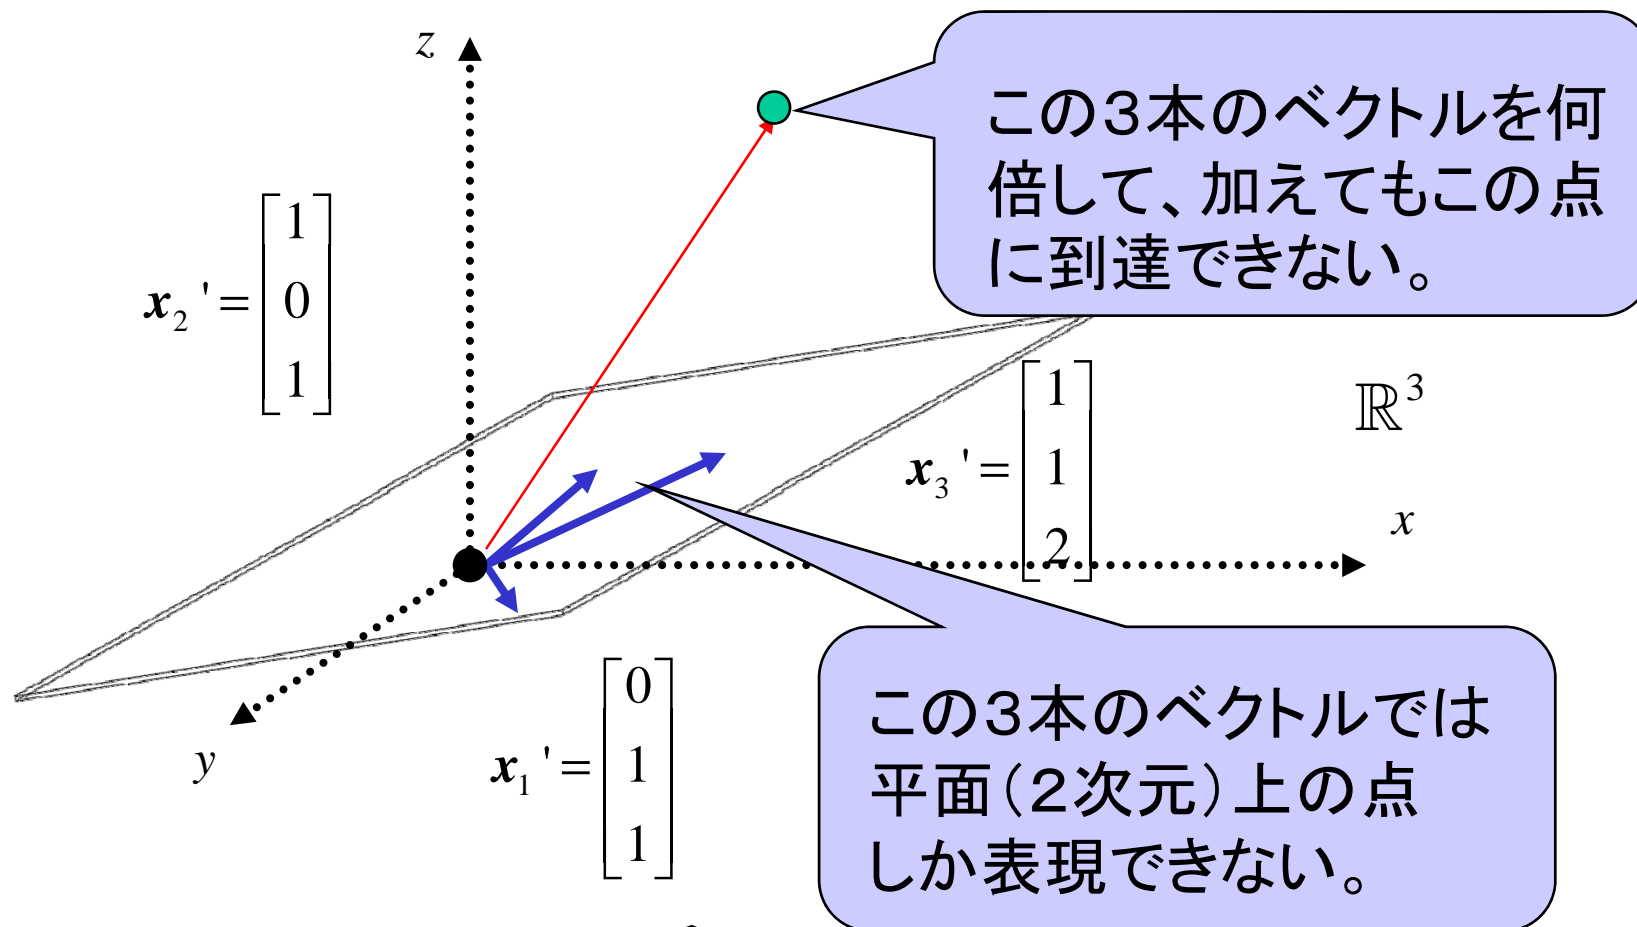 z
この３本のベクトルを何
倍して、加えてもこの点
に到達できない。
x₂'=[1 0 1]
x₃'=[1 1 2]
ℝ³
x
y
x₁'=[0 1 1]
この３本のベクトルでは
平面（２次元）上の点
しか表現できない。